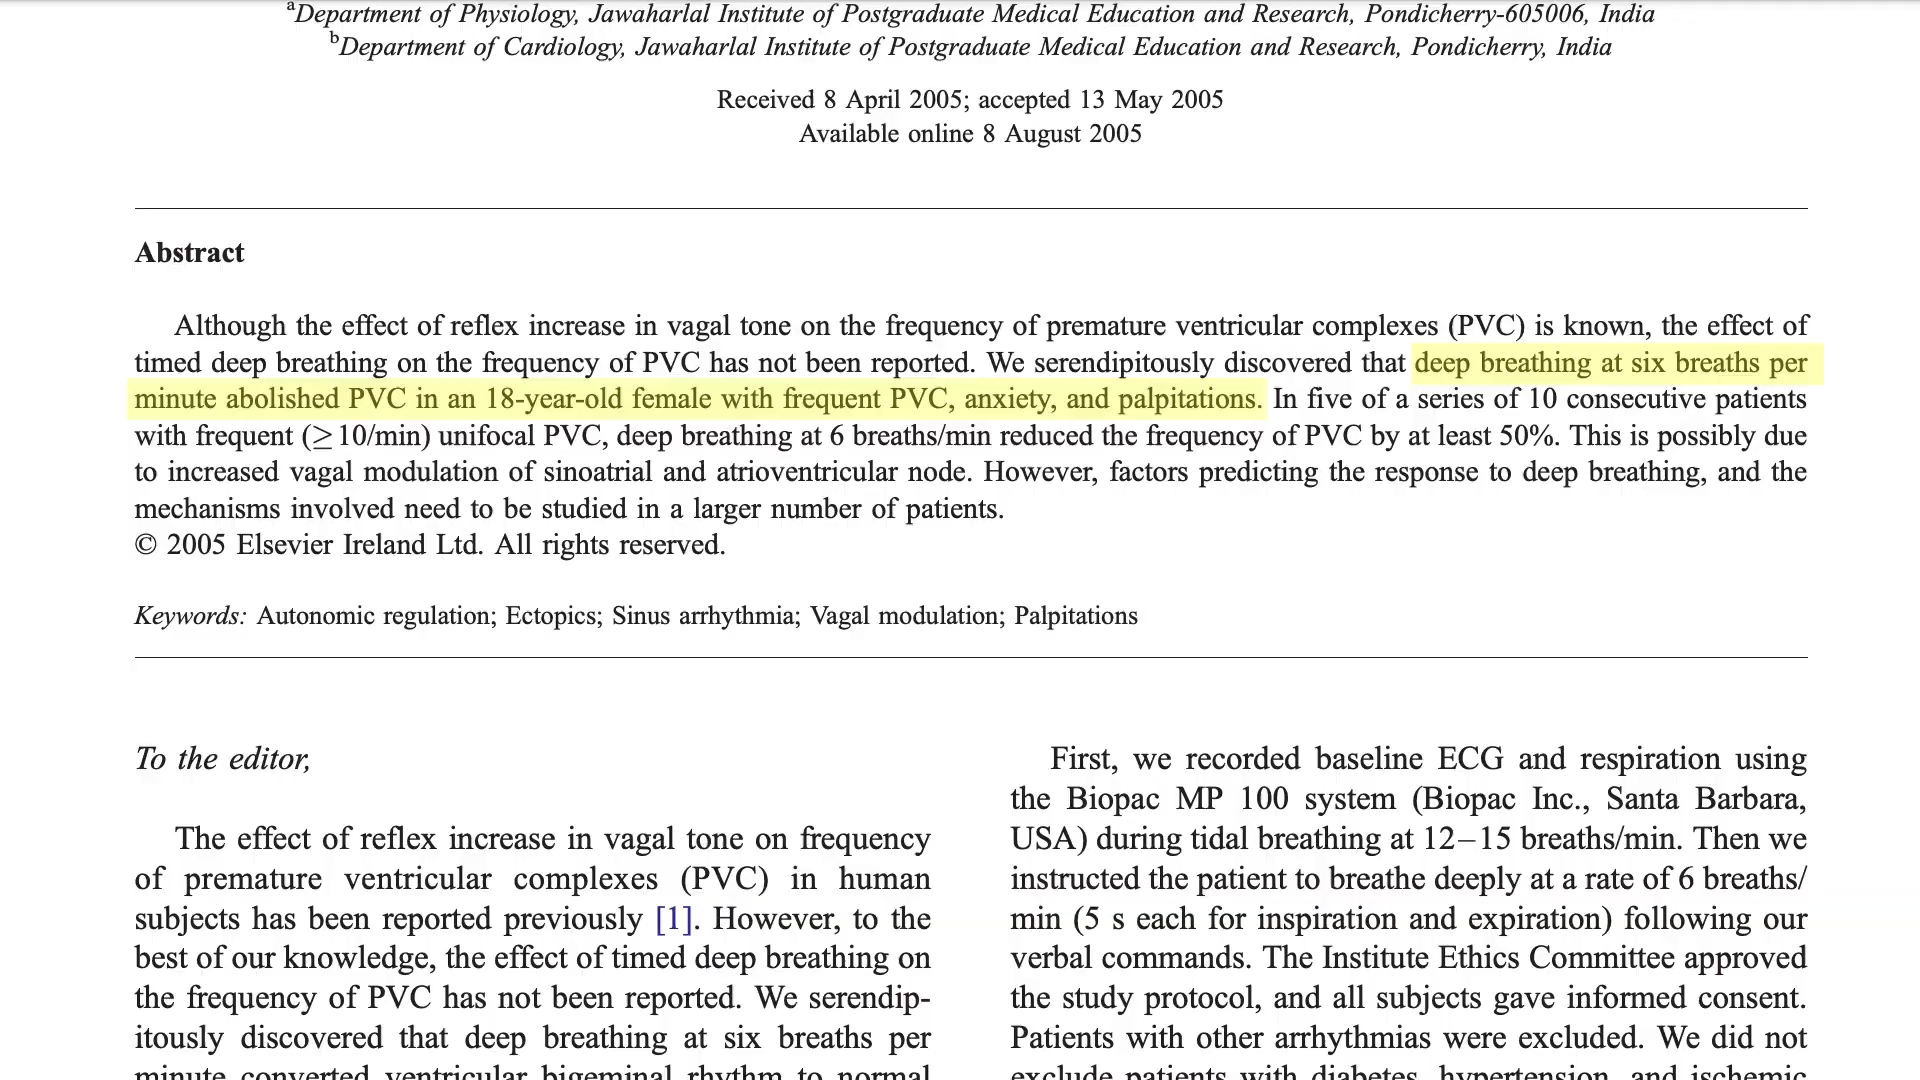 aDepartment of Physiology, Jawaharlal Institute of Postgraduate Medical Education and Research, Pondicherry-605006, India
bDepartment of Cardiology, Jawaharlal Institute of Postgraduate Medical Education and Research, Pondicherry, India
Received 8 April 2005; accepted 13 May 2005
Available online 8 August 2005
Abstract
Although the effect of reflex increase in vagal tone on the frequency of premature ventricular complexes (PVC) is known, the effect of
timed deep breathing on the frequency of PVC has not been reported. We serendipitously discovered that deep breathing at six breaths per
minute abolished PVC in an 18-year-old female with frequent PVC, anxiety, and palpitations. In five of a series of 10 consecutive patients
with frequent (≥10/min) unifocal PVC, deep breathing at 6 breaths/min reduced the frequency of PVC by at least 50%. This is possibly due
to increased vagal modulation of sinoatrial and atrioventricular node. However, factors predicting the response to deep breathing, and the
mechanisms involved need to be studied in a larger number of patients.
© 2005 Elsevier Ireland Ltd. All rights reserved.
Keywords: Autonomic regulation; Ectopics; Sinus arrhythmia; Vagal modulation; Palpitations
To the editor,
The effect of reflex increase in vagal tone on frequency
of premature ventricular complexes (PVC) in human
subjects has been reported previously [1]. However, to the
best of our knowledge, the effect of timed deep breathing on
the frequency of PVC has not been reported. We serendip-
itously discovered that deep breathing at six breaths per
minute converted ventricular bigeminal rhythm to normal
First, we recorded baseline ECG and respiration using
the Biopac MP 100 system (Biopac Inc., Santa Barbara,
USA) during tidal breathing at 12–15 breaths/min. Then we
instructed the patient to breathe deeply at a rate of 6 breaths/
min (5 s each for inspiration and expiration) following our
verbal commands. The Institute Ethics Committee approved
the study protocol, and all subjects gave informed consent.
Patients with other arrhythmias were excluded. We did not
exclude patients with diabetes, hypertension, and ischemic